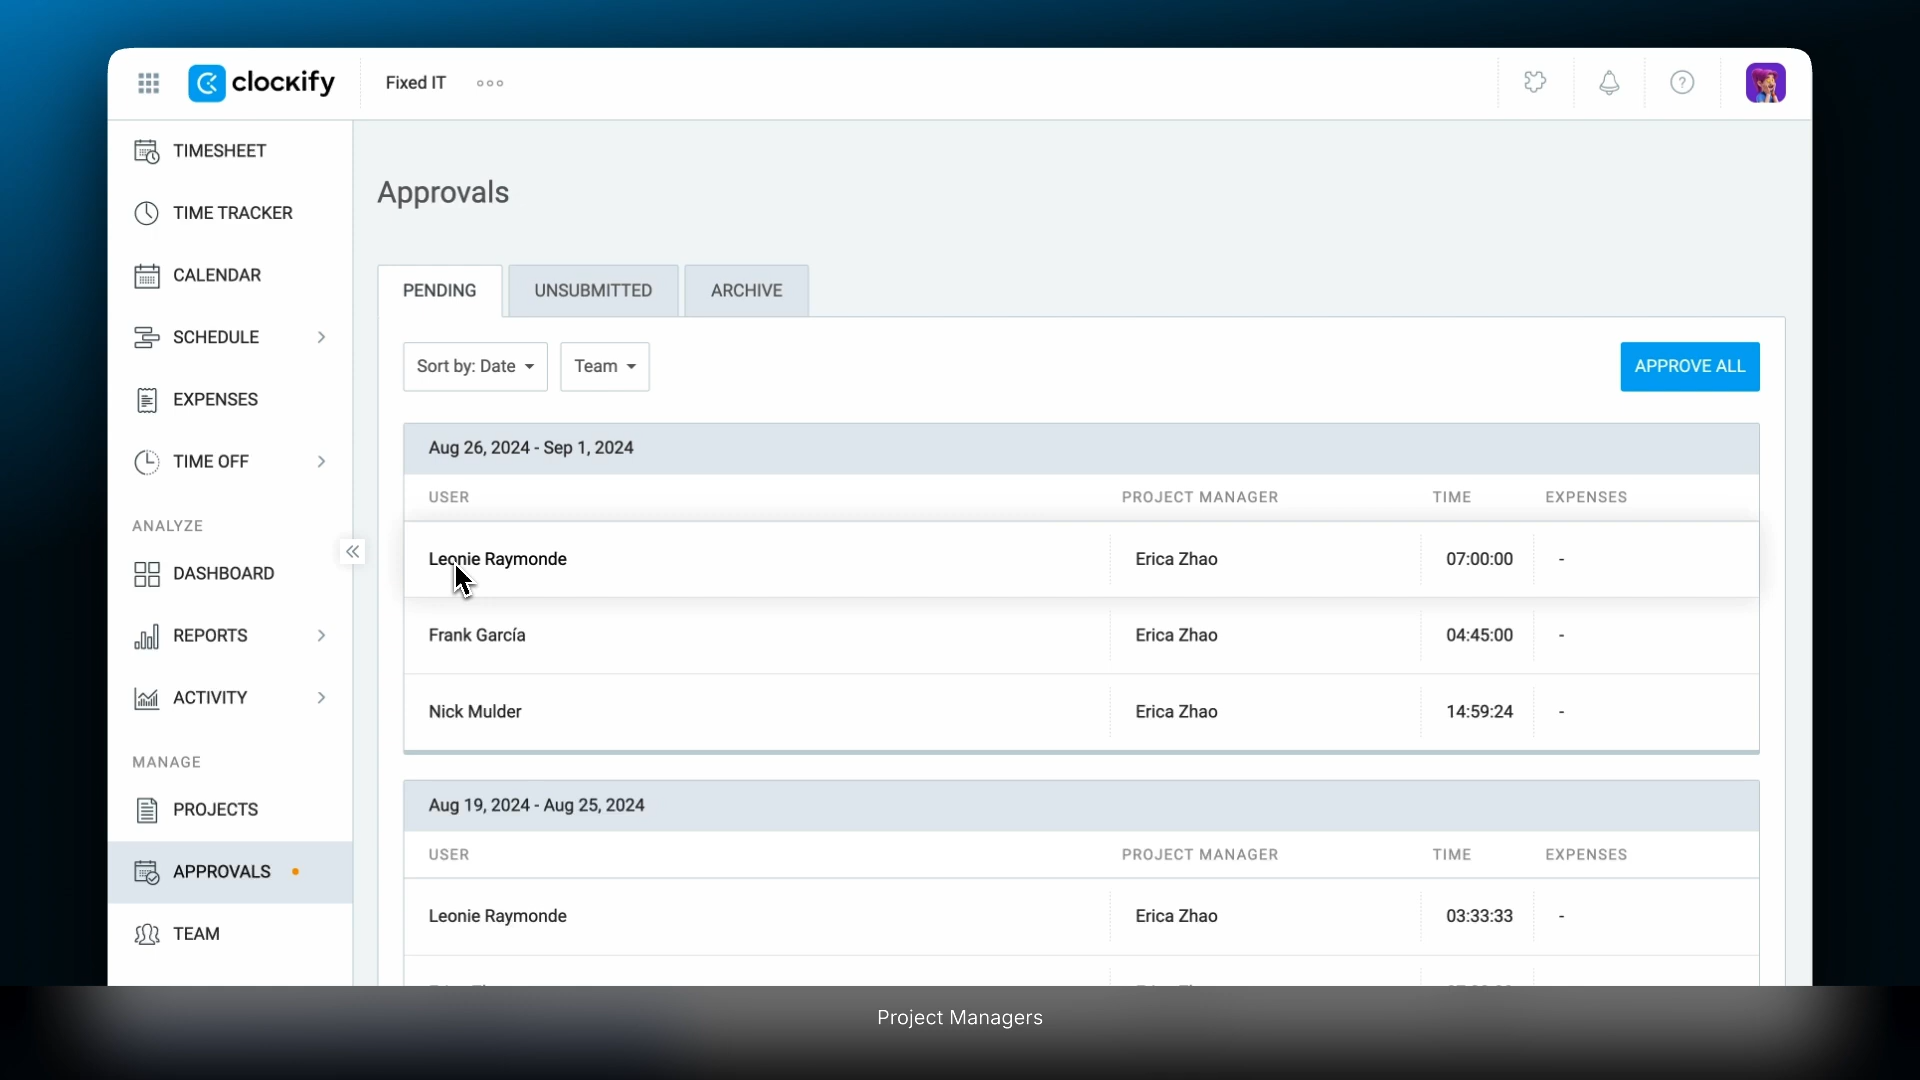 clockify
Fixed IT
TIMESHEET
TIME TRACKER
CALENDAR
SCHEDULE
EXPENSES
TIME OFF
ANALYZE
DASHBOARD
REPORTS
ACTIVITY
MANAGE
PROJECTS
APPROVALS
TEAM
Approvals
PENDING UNSUBMITTED ARCHIVE
Sort by: Date Team APPROVE ALL
Aug 26, 2024 - Sep 1, 2024
USER PROJECT MANAGER TIME EXPENSES
Leonie Raymonde Erica Zhao 07:00:00 -
Frank García Erica Zhao 04:45:00 -
Nick Mulder Erica Zhao 14:59:24 -
Aug 19, 2024 - Aug 25, 2024
USER PROJECT MANAGER TIME EXPENSES
Leonie Raymonde Erica Zhao 03:33:33 -
Project Managers